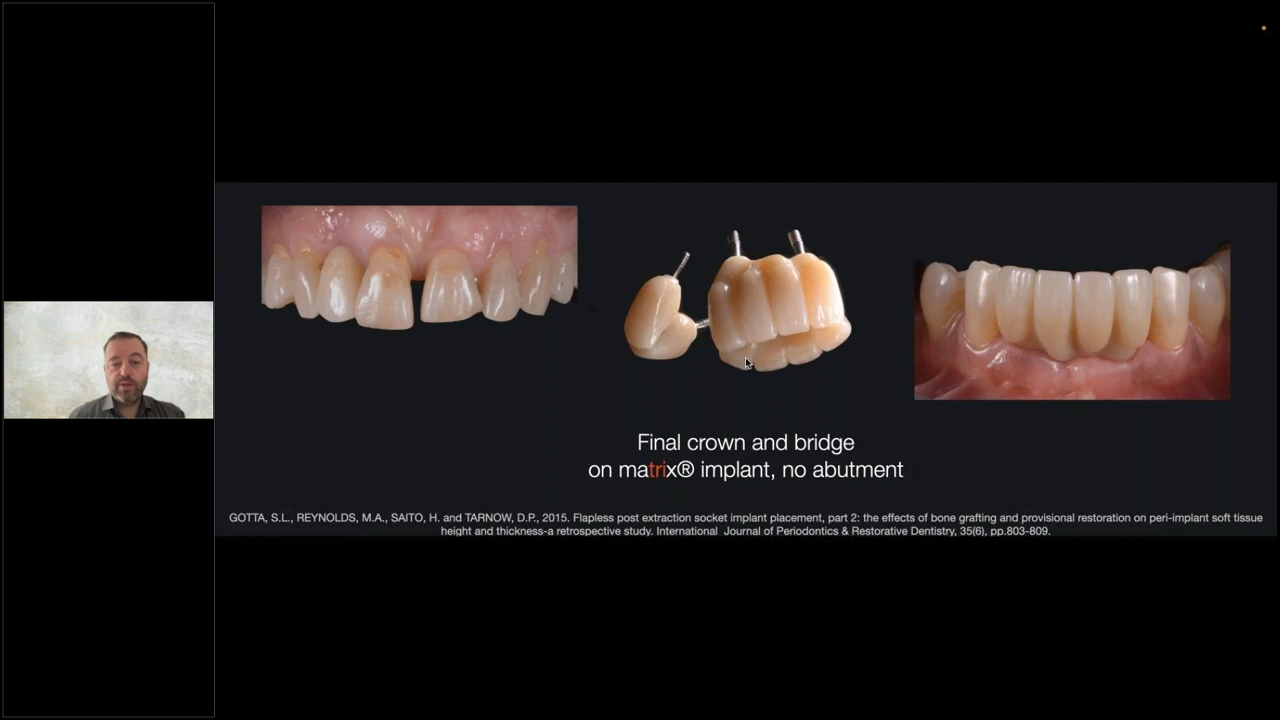 Final crown and bridge
on matrix® implant, no abutment
GOTTA, S.L., REYNOLDS, M.A., SAITO, H. and TARNOW, D.P., 2015. Flapless post extraction socket implant placement, part 2: the effects of bone grafting and provisional restoration on peri-implant soft tissue
height and thickness-a retrospective study. International Journal of Periodontics & Restorative Dentistry, 35(6), pp.803-809.